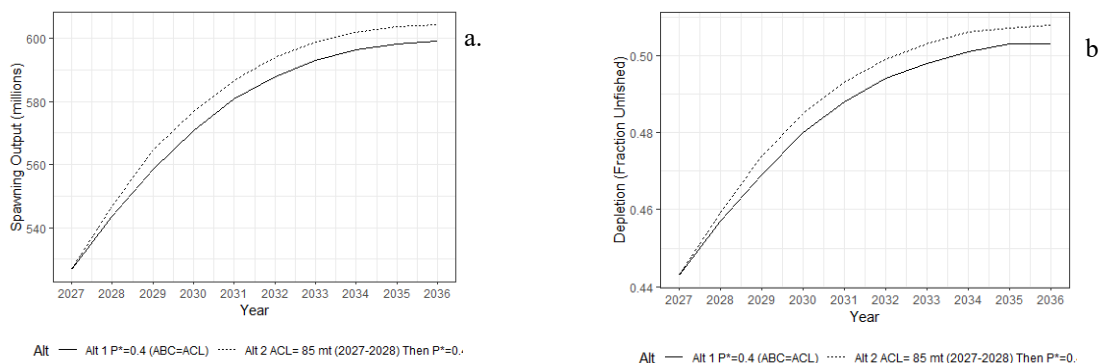 a.
Spawning Output (millions)
600
580
560
540
2027 2028 2029 2030 2031 2032 2033 2034 2035 2036
Year
Alt Alt 1 P*=0.4 (ABC=ACL) Alt 2 ACL= 85 mt (2027-2028) Then P*=0.
b
Depletion (Fraction Unfished)
0.50
0.48
0.46
0.44
2027 2028 2029 2030 2031 2032 2033 2034 2035 2036
Year
Alt Alt 1 P*=0.4 (ABC=ACL) Alt 2 ACL= 85 mt (2027-2028) Then P*=0.